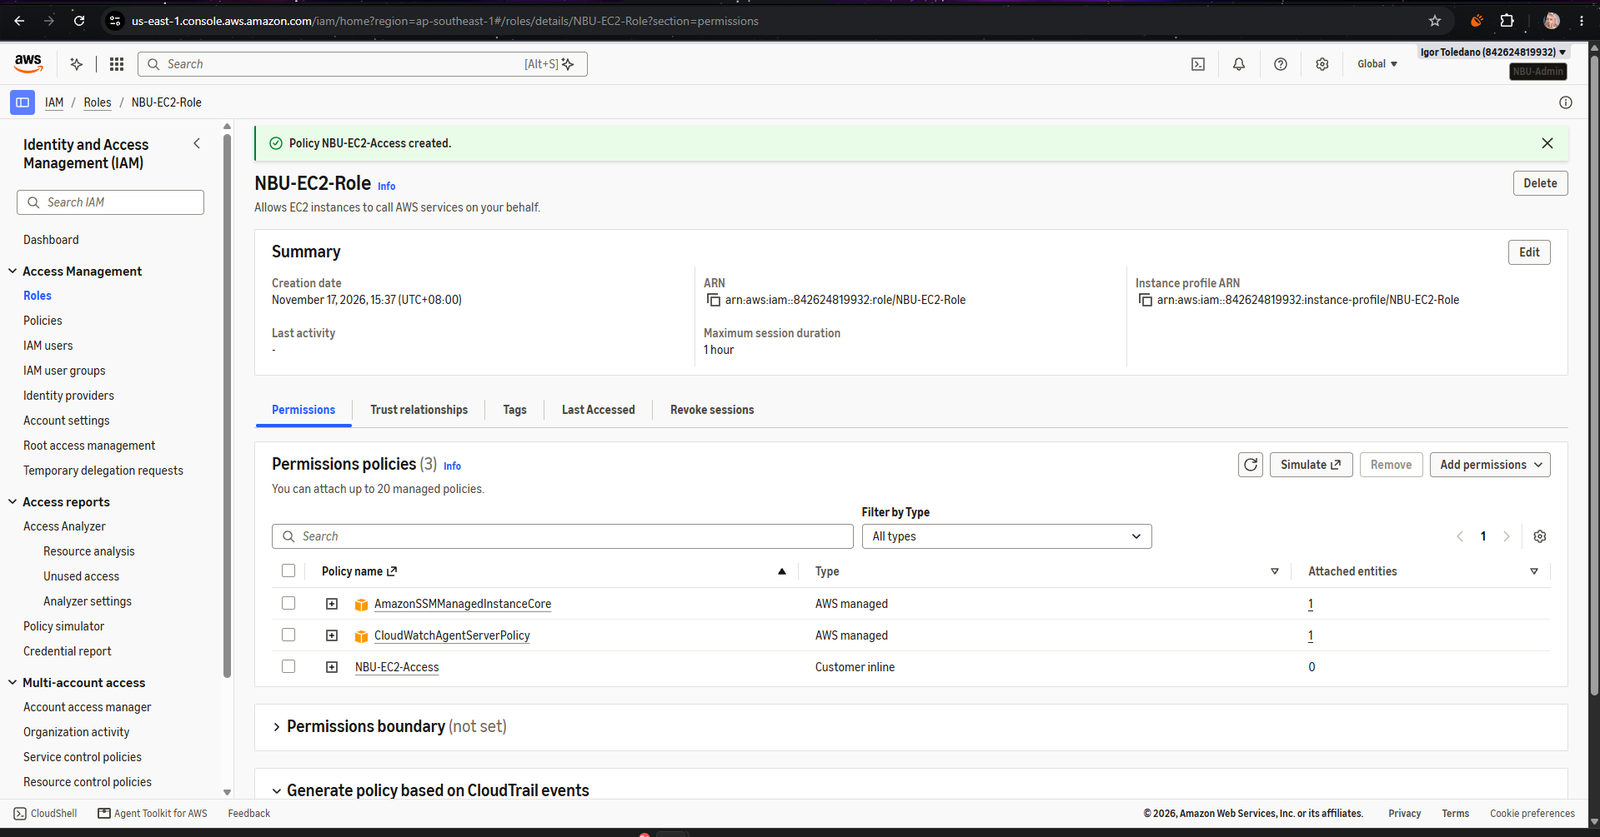 us-east-1.console.aws.amazon.com/iam/home?region=ap-southeast-1#/roles/details/NBU-EC2-Role?section=permissions
aws
Search
[Alt+S]
Global
Igor Toledano (842624819932)
NBU-Admin
IAM / Roles / NBU-EC2-Role
Identity and Access
Management (IAM)
Search IAM
Dashboard
Access Management
Roles
Policies
IAM users
IAM user groups
Identity providers
Account settings
Root access management
Temporary delegation requests
Access reports
Access Analyzer
Resource analysis
Unused access
Analyzer settings
Policy simulator
Credential report
Multi-account access
Account access manager
Organization activity
Service control policies
Resource control policies
Policy NBU-EC2-Access created.
NBU-EC2-Role Info
Delete
Allows EC2 instances to call AWS services on your behalf.
Summary
Edit
Creation date
November 17, 2026, 15:37 (UTC+08:00)
Last activity
-
ARN
arn:aws:iam::842624819932:role/NBU-EC2-Role
Maximum session duration
1 hour
Instance profile ARN
arn:aws:iam::842624819932:instance-profile/NBU-EC2-Role
Permissions
Trust relationships
Tags
Last Accessed
Revoke sessions
Permissions policies (3) Info
You can attach up to 20 managed policies.
Simulate
Remove
Add permissions
Filter by Type
Search
All types
1
Policy name Type Attached entities
AmazonSSMManagedInstanceCore AWS managed 1
CloudWatchAgentServerPolicy AWS managed 1
NBU-EC2-Access Customer inline 0
Permissions boundary (not set)
Generate policy based on CloudTrail events
CloudShell
Agent Toolkit for AWS
Feedback
© 2026, Amazon Web Services, Inc. or its affiliates.
Privacy
Terms
Cookie preferences